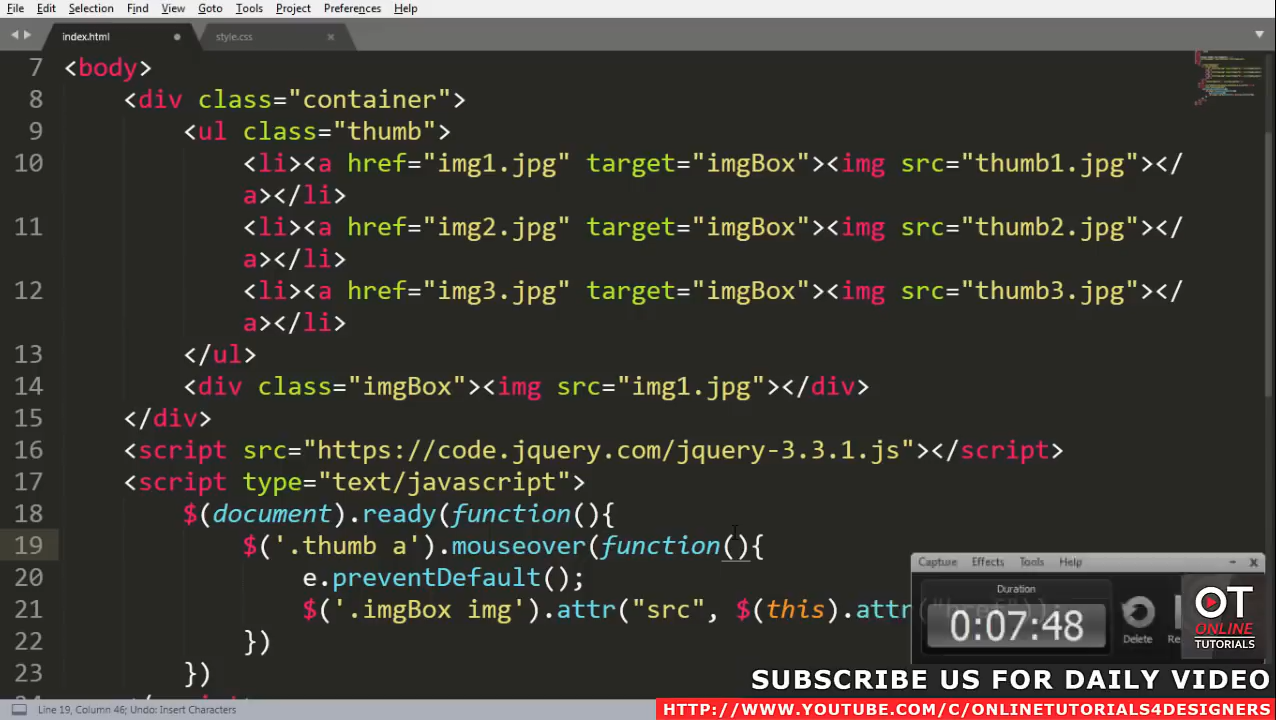 File Edit Selection Find View Goto Tools Project Preferences Help
index.html style.css
7 <body>
8 <div class="container">
9 <ul class="thumb">
10 <li><a href="img1.jpg" target="imgBox"><img src="thumb1.jpg"></
a></li>
11 <li><a href="img2.jpg" target="imgBox"><img src="thumb2.jpg"></
a></li>
12 <li><a href="img3.jpg" target="imgBox"><img src="thumb3.jpg"></
a></li>
13 </ul>
14 <div class="imgBox"><img src="img1.jpg"></div>
15 </div>
16 <script src="https://code.jquery.com/jquery-3.3.1.js"></script>
17 <script type="text/javascript">
18 $(document).ready(function(){
19 $('.thumb a').mouseover(function(){
20 e.preventDefault();
21 $('.imgBox img').attr("src", $(this).attr
22 })
23 })
Capture Effects Tools Help
Duration
0:07:48
Delete
OT
ONLINE
TUTORIALS
SUBSCRIBE US FOR DAILY VIDEO
HTTP://WWW.YOUTUBE.COM/C/ONLINETUTORIALS4DESIGNERS
Line 19, Column 46; Undo: Insert Characters